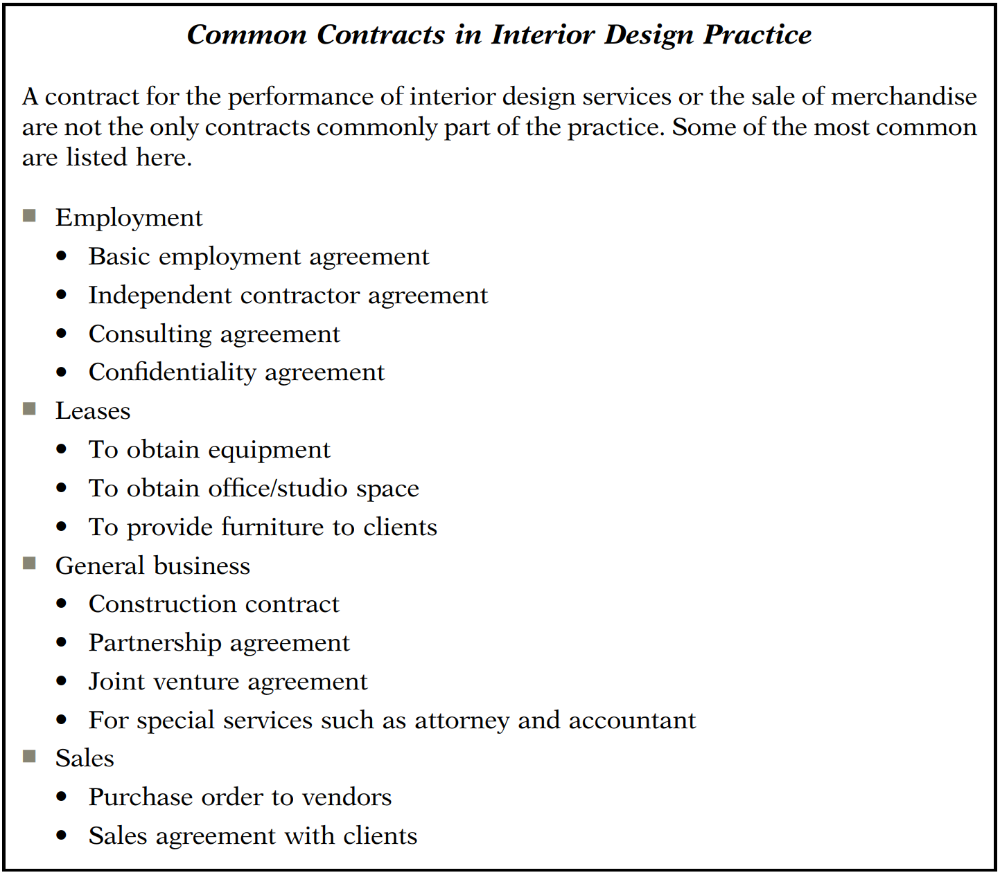 Common Contracts in Interior Design Practice
A contract for the performance of interior design services or the sale of merchandise
are not the only contracts commonly part of the practice. Some of the most common
are listed here.
■ Employment
• Basic employment agreement
• Independent contractor agreement
• Consulting agreement
• Confidentiality agreement
■ Leases
• To obtain equipment
• To obtain office/studio space
• To provide furniture to clients
■ General business
• Construction contract
• Partnership agreement
• Joint venture agreement
• For special services such as attorney and accountant
■ Sales
• Purchase order to vendors
• Sales agreement with clients